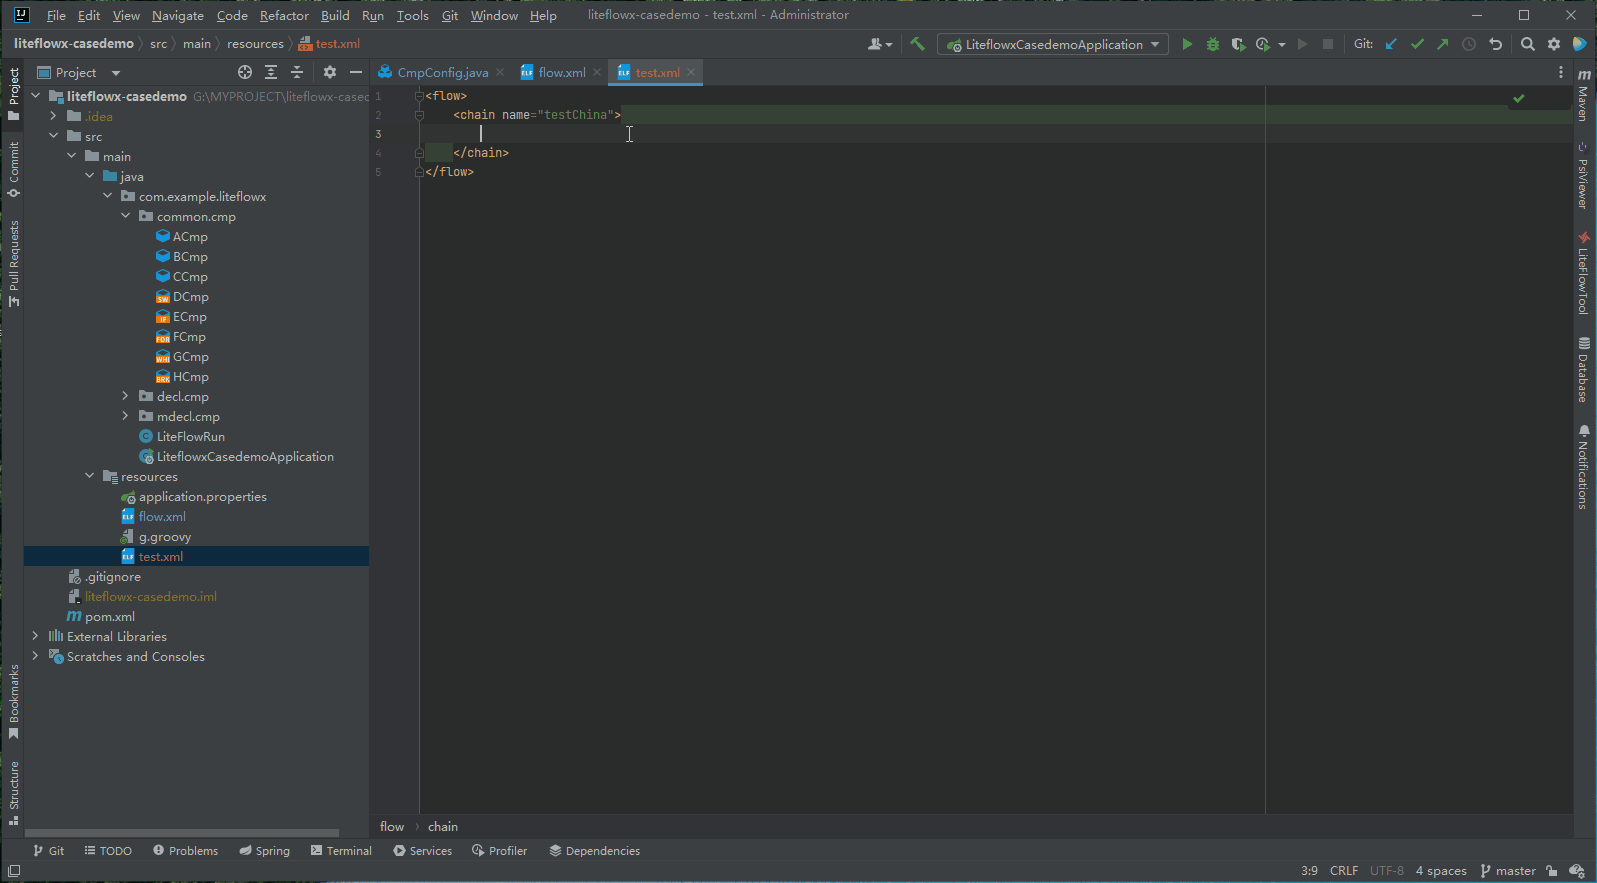 File Edit View Navigate Code Refactor Build Run Tools Git Window Help liteflowx-casedemo - test.xml - Administrator
liteflowx-casedemo src main resources test.xml LiteflowxCasedemoApplication Git:
Project CmpConfig.java flow.xml test.xml
liteflowx-casedemo G:\MYPROJECT\liteflowx-casec
.idea
src
main
java
com.example.liteflowx
common.cmp
ACmp
BCmp
CCmp
DCmp
ECmp
FCmp
GCmp
HCmp
decl.cmp
mdecl.cmp
LiteFlowRun
LiteflowxCasedemoApplication
resources
application.properties
flow.xml
g.groovy
test.xml
.gitignore
liteflowx-casedemo.iml
pom.xml
External Libraries
Scratches and Consoles
1 <flow>
2 <chain name="testChina">
3
4 </chain>
5 </flow>
flow chain
Project
Commit
Pull Requests
Bookmarks
Structure
Maven
PsiViewer
LiteFlowTool
Database
Notifications
Git TODO Problems Spring Terminal Services Profiler Dependencies
3:9 CRLF UTF-8 4 spaces master